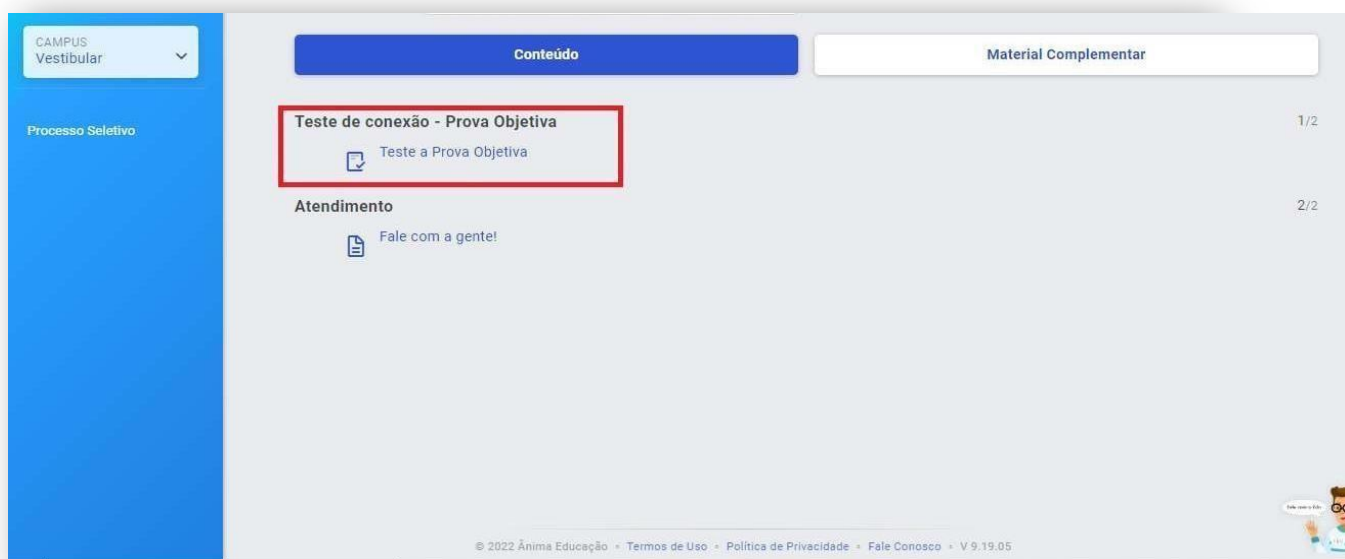 CAMPUS
Vestibular
Processo Seletivo
Conteúdo
Material Complementar
Teste de conexão - Prova Objetiva
1/2
Teste a Prova Objetiva
Atendimento
2/2
Fale com a gente!
© 2022 Ânima Educação • Termos de Uso • Política de Privacidade • Fale Conosco • V 9.19.05